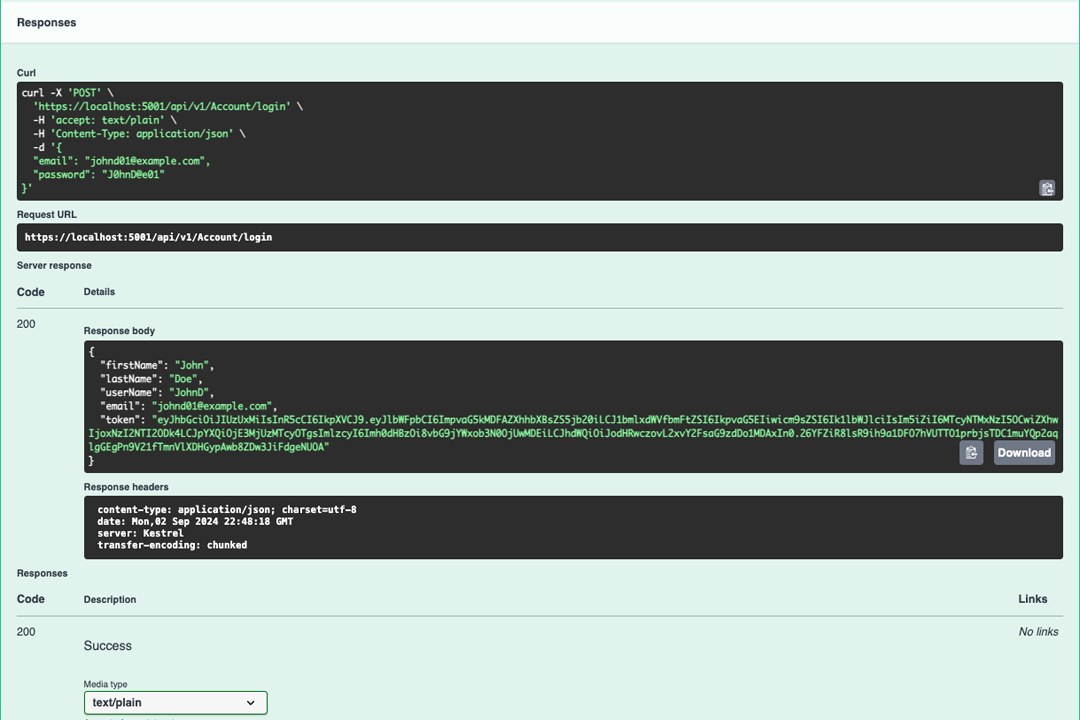 Responses
Curl
curl -X 'POST' \
'https://localhost:5001/api/v1/Account/login' \
-H 'accept: text/plain' \
-H 'Content-Type: application/json' \
-d '{
"email": "johnd01@example.com",
"password": "J0hnD@e01"
}'
Request URL
https://localhost:5001/api/v1/Account/login
Server response
Code Details
200
Response body
{
"firstName": "John",
"lastName": "Doe",
"userName": "JohnD",
"email": "johnd01@example.com",
"token":
}
Download
Response headers
content-type: application/json; charset=utf-8
date: Mon,02 Sep 2024 22:48:18 GMT
server: Kestrel
transfer-encoding: chunked
Responses
Code Description Links
200 No links
Success
Media type
text/plain